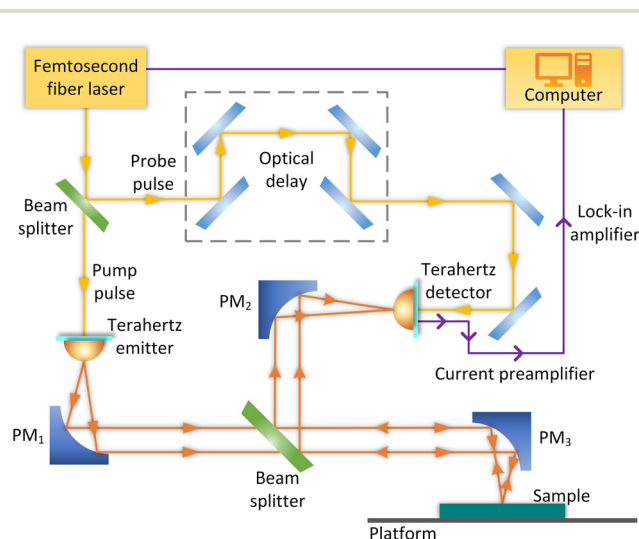 Femtosecond
fiber laser
Computer
Probe
pulse
Optical
delay
Beam
splitter
Lock-in
amplifier
Pump
pulse
Terahertz
detector
PM₂
Terahertz
emitter
Current preamplifier
PM₁
PM₃
Beam
splitter
Sample
Platform